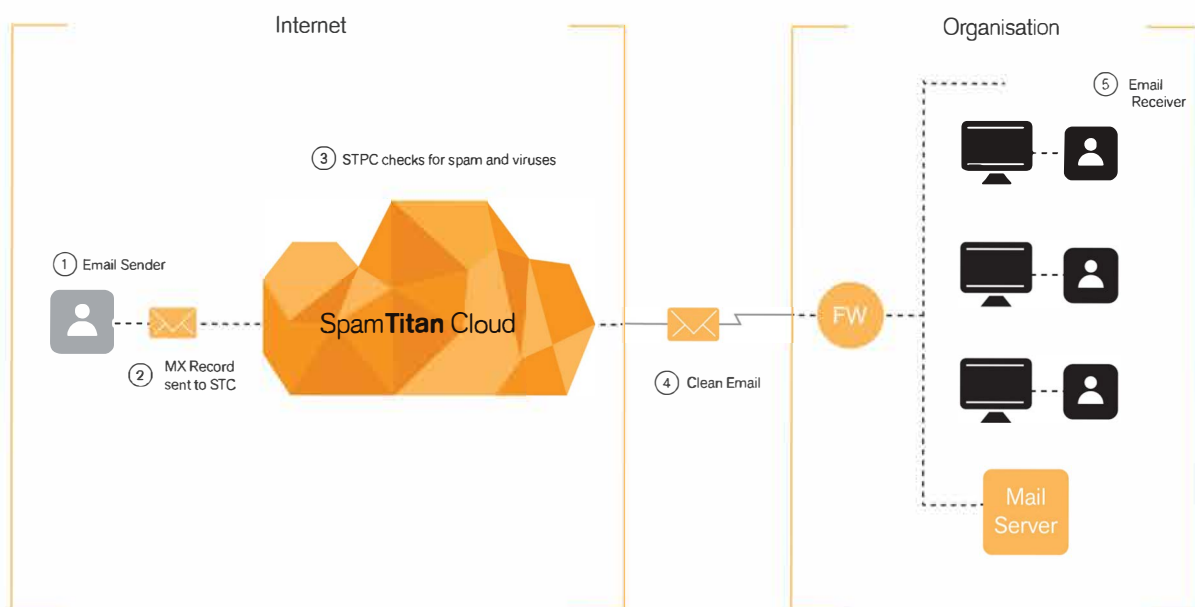 Internet
Organisation
5 Email
Receiver
3 STPC checks for spam and viruses
1 Email Sender
SpamTitan Cloud
FW
2 MX Record
sent to STC
4 Clean Email
Mail
Server